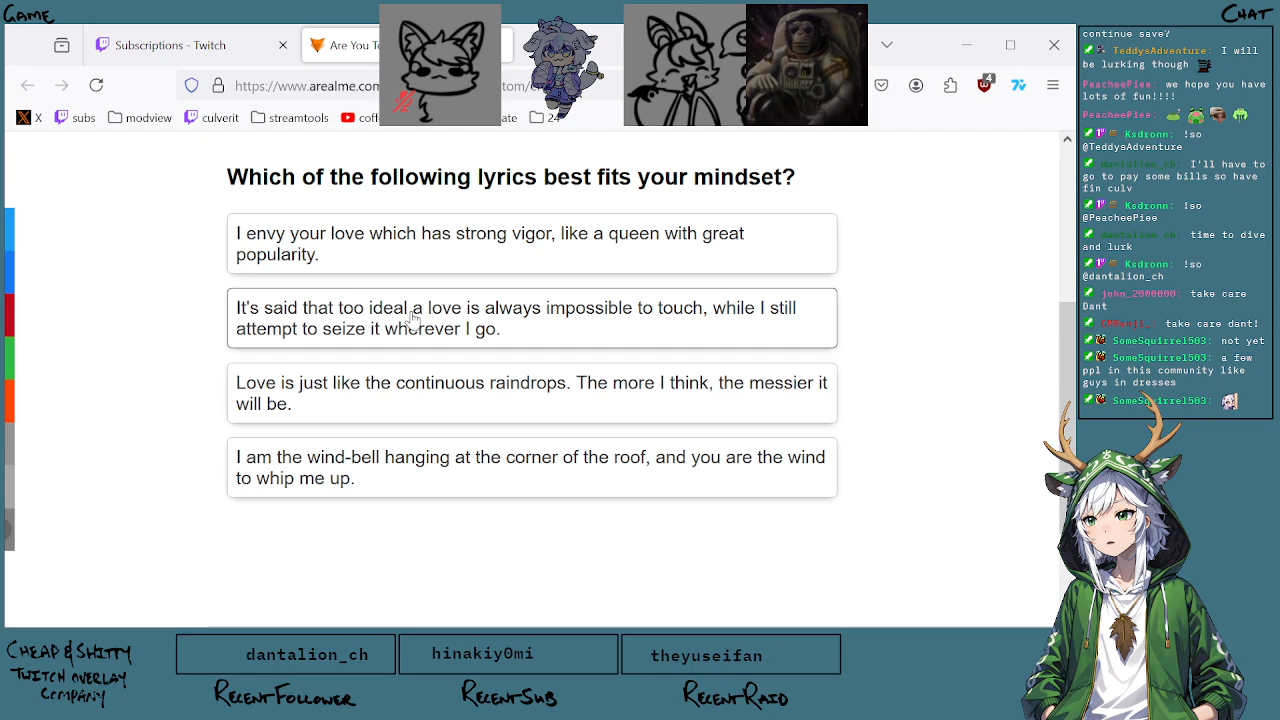 GAME
CHAT
Subscriptions - Twitch
Are You To
https://www.arealme
tom/cr
4
X
subs
modview
culverit
streamtools
coff
ate
24
Which of the following lyrics best fits your mindset?
I envy your love which has strong vigor, like a queen with great
popularity.
It's said that too ideal a love is always impossible to touch, while I still
attempt to seize it wherever I go.
Love is just like the continuous raindrops. The more I think, the messier it
will be.
I am the wind-bell hanging at the corner of the roof, and you are the wind
to whip me up.
continue save?
TeddysAdventure: I will
be lurking though
PeacheePiee: we hope you have
lots of fun!!!!
PeacheePiee:
Ksdronn: !so
@TeddysAdventure
dantalion_ch: I'll have to
go to pay some bills so have
fin culv
Ksdronn: !so
@PeacheePiee
dantalion_ch: time to dive
and lurk
Ksdronn: !so
@dantalion_ch
john_2000000: take care
Dant
take care dant!
SomeSquirrel503: not yet
SomeSquirrel503: a few
ppl in this community like
guys in dresses
SomeSquirrel503:
CHEAP & SHITTY
TWITCH OVERLAY
COMPANY
dantalion_ch
hinakiy0mi
theyuseifan
RECENT FOLLOWER
RECENT SUB
RECENT RAID